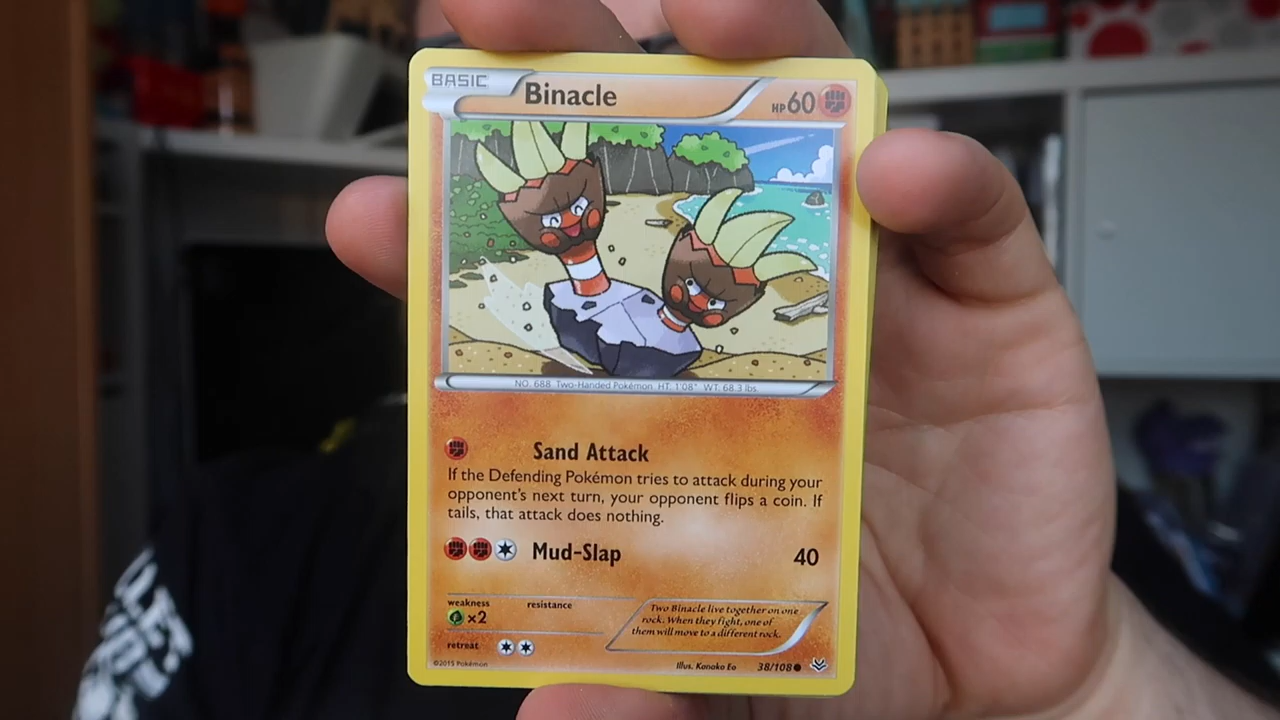 BASIC
Binacle
HP60
NO. 688 Two-Handed Pokémon HT: 1'08" WT: 68.3 lbs.
Sand Attack
If the Defending Pokémon tries to attack during your
opponent's next turn, your opponent flips a coin. If
tails, that attack does nothing.
Mud-Slap 40
weakness
×2
resistance
retreat
Two Binacle live together on one
rock. When they fight, one of
them will move to a different rock.
©2015 Pokémon
Illus. Kanako Eo
38/108